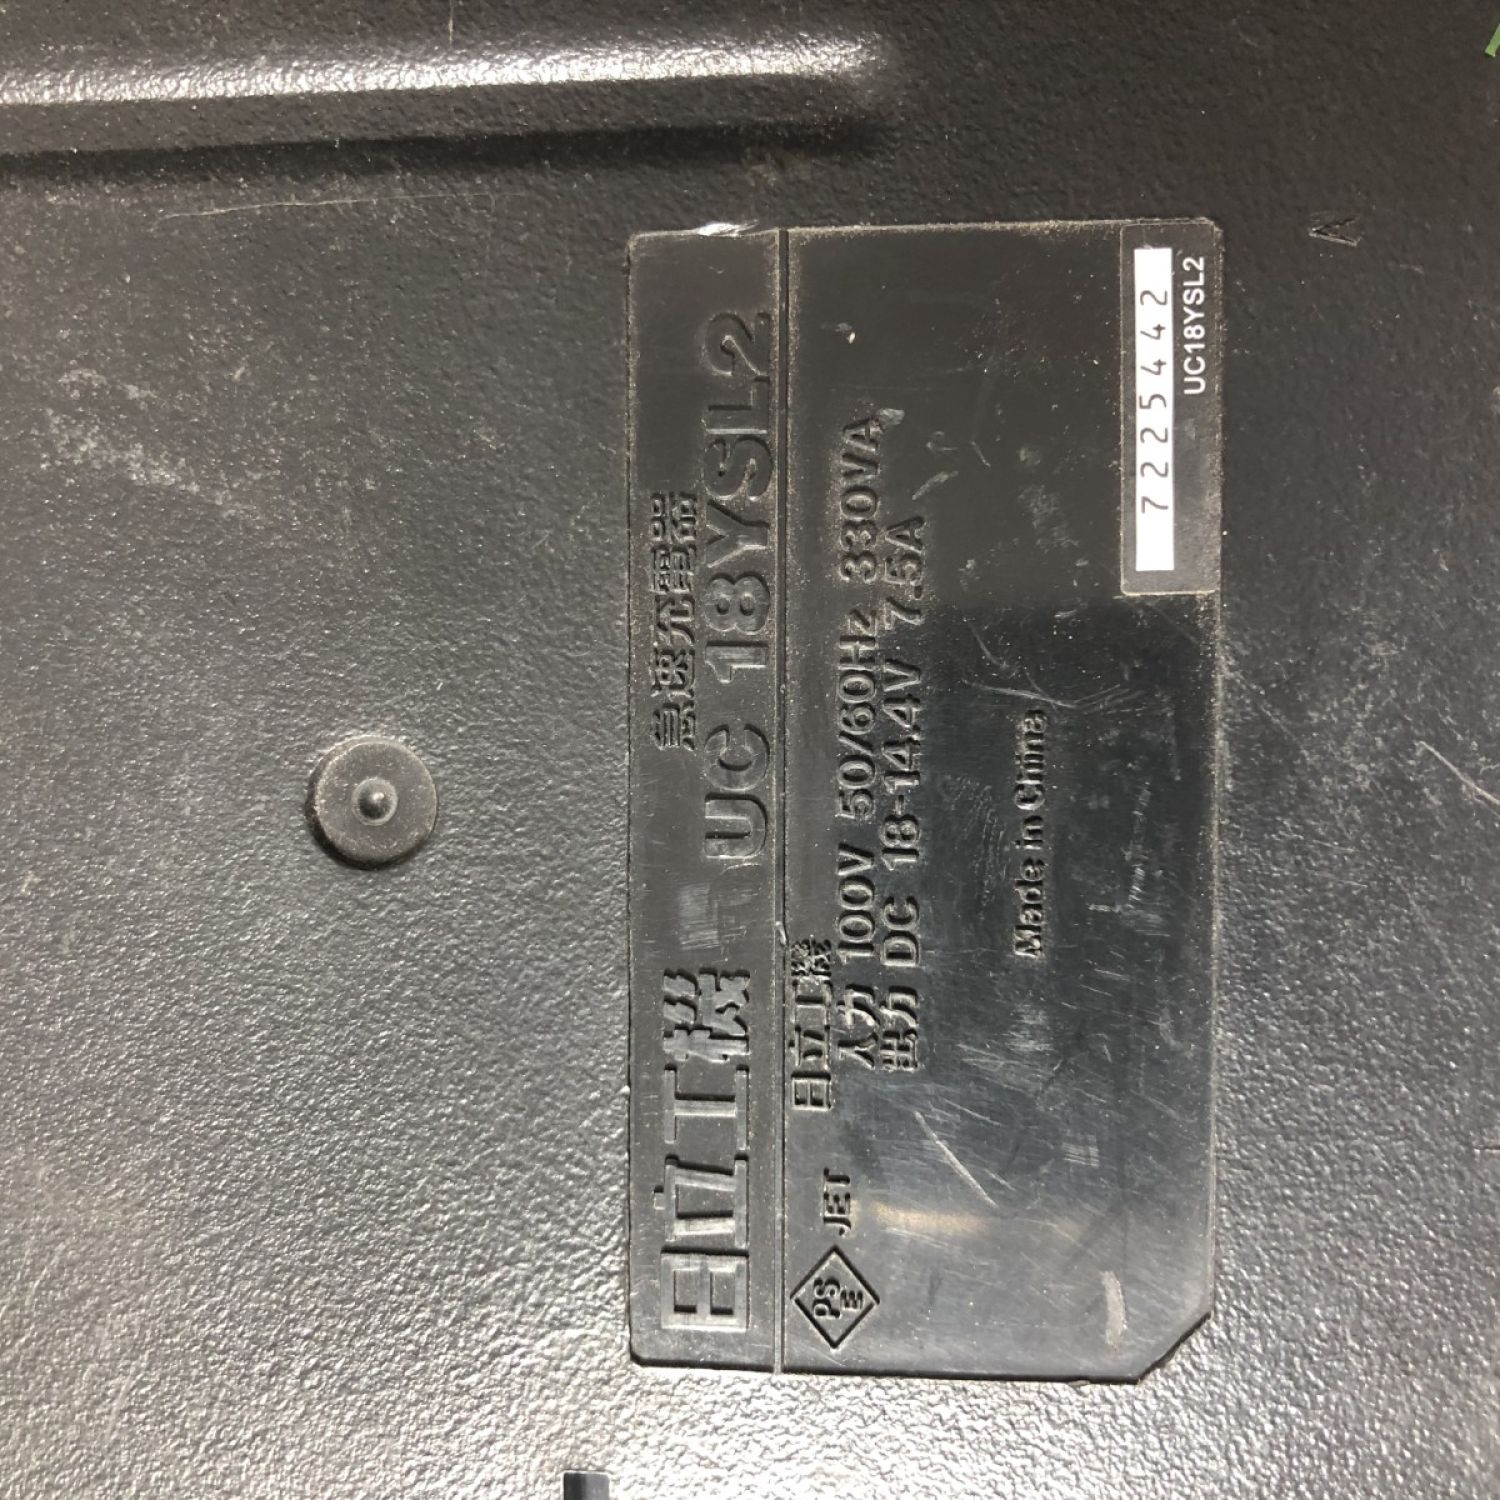 日立工機
急速充電器
UC 18YSL2
日立工機
入力 100V 50/60Hz 330VA
出力 DC 18-14.4V 7.5A
Made in China
PS
E
JET
7225442
UC18YSL2